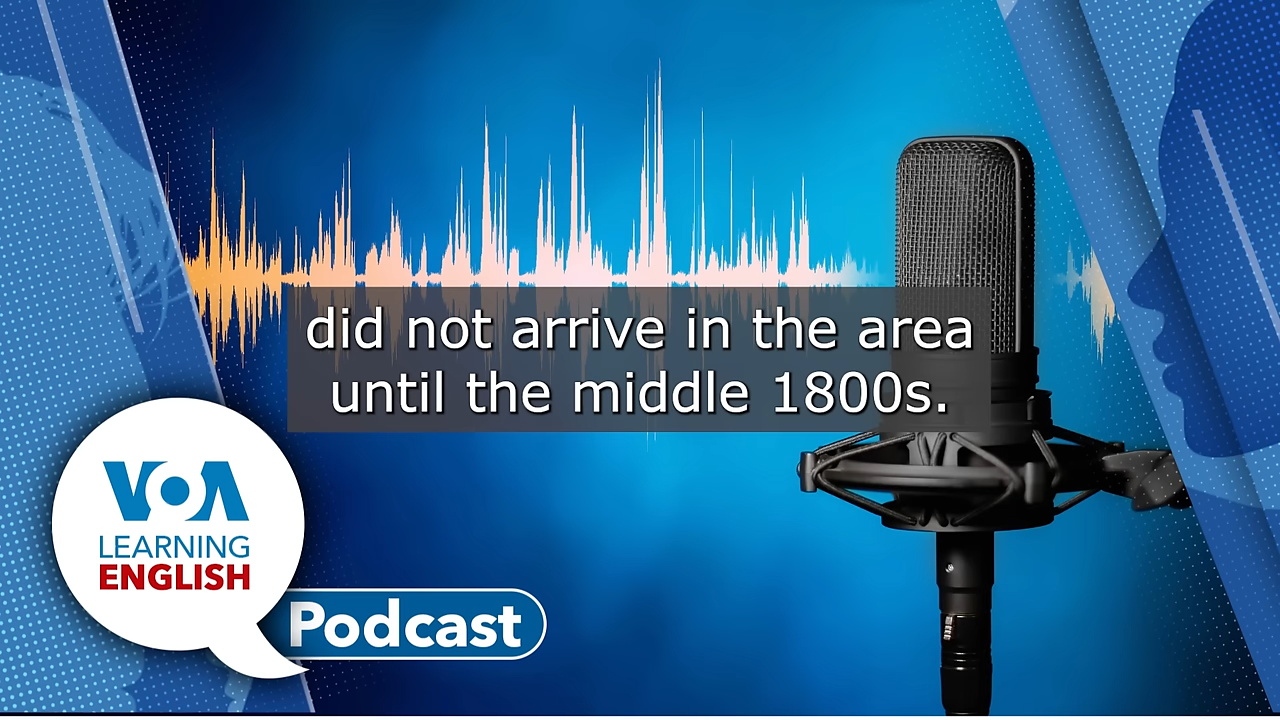 did not arrive in the area
until the middle 1800s.
VOA
LEARNING
ENGLISH
Podcast